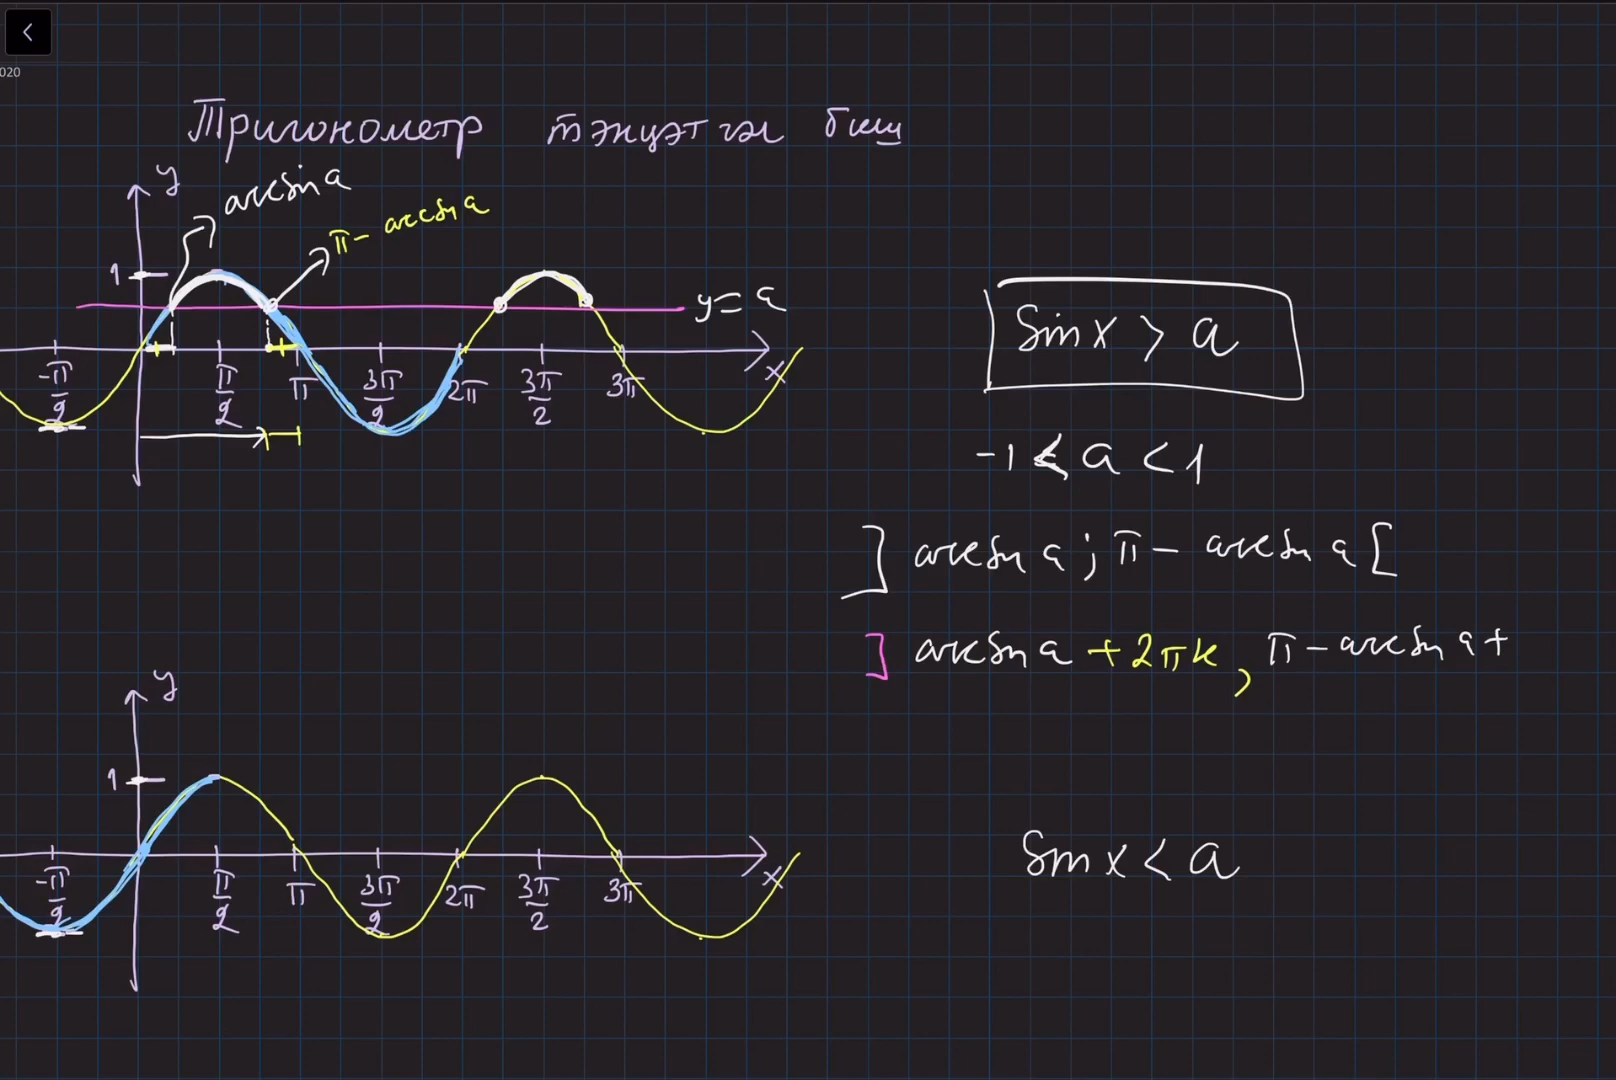 020
Тригонометр тэнцэтгэл биш
y
arcsin a
π - arcsin a
1
y = a
-π/2 π/2 π 3π/2 2π 3π/2 3π x
sin x > a
-1 ≤ a < 1
] arcsin a ; π - arcsin a [
] arcsin a + 2πk , π - arcsin a +
y
1
-π/2 π/2 π 3π/2 2π 3π/2 3π x
sin x < a